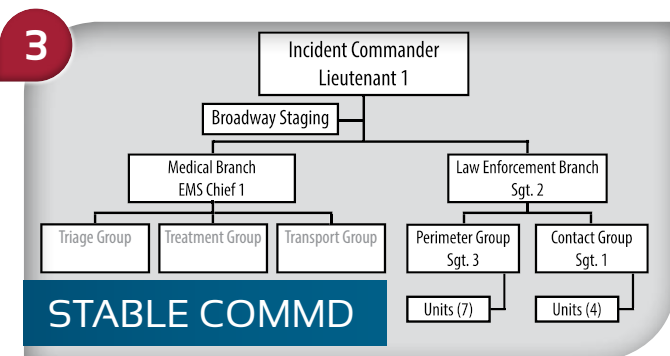 3
Incident Commander
Lieutenant 1
Broadway Staging
Medical Branch
EMS Chief 1
Law Enforcement Branch
Sgt. 2
Triage Group
Treatment Group
Transport Group
Perimeter Group
Sgt. 3
Contact Group
Sgt. 1
Units (7)
Units (4)
STABLE COMMD